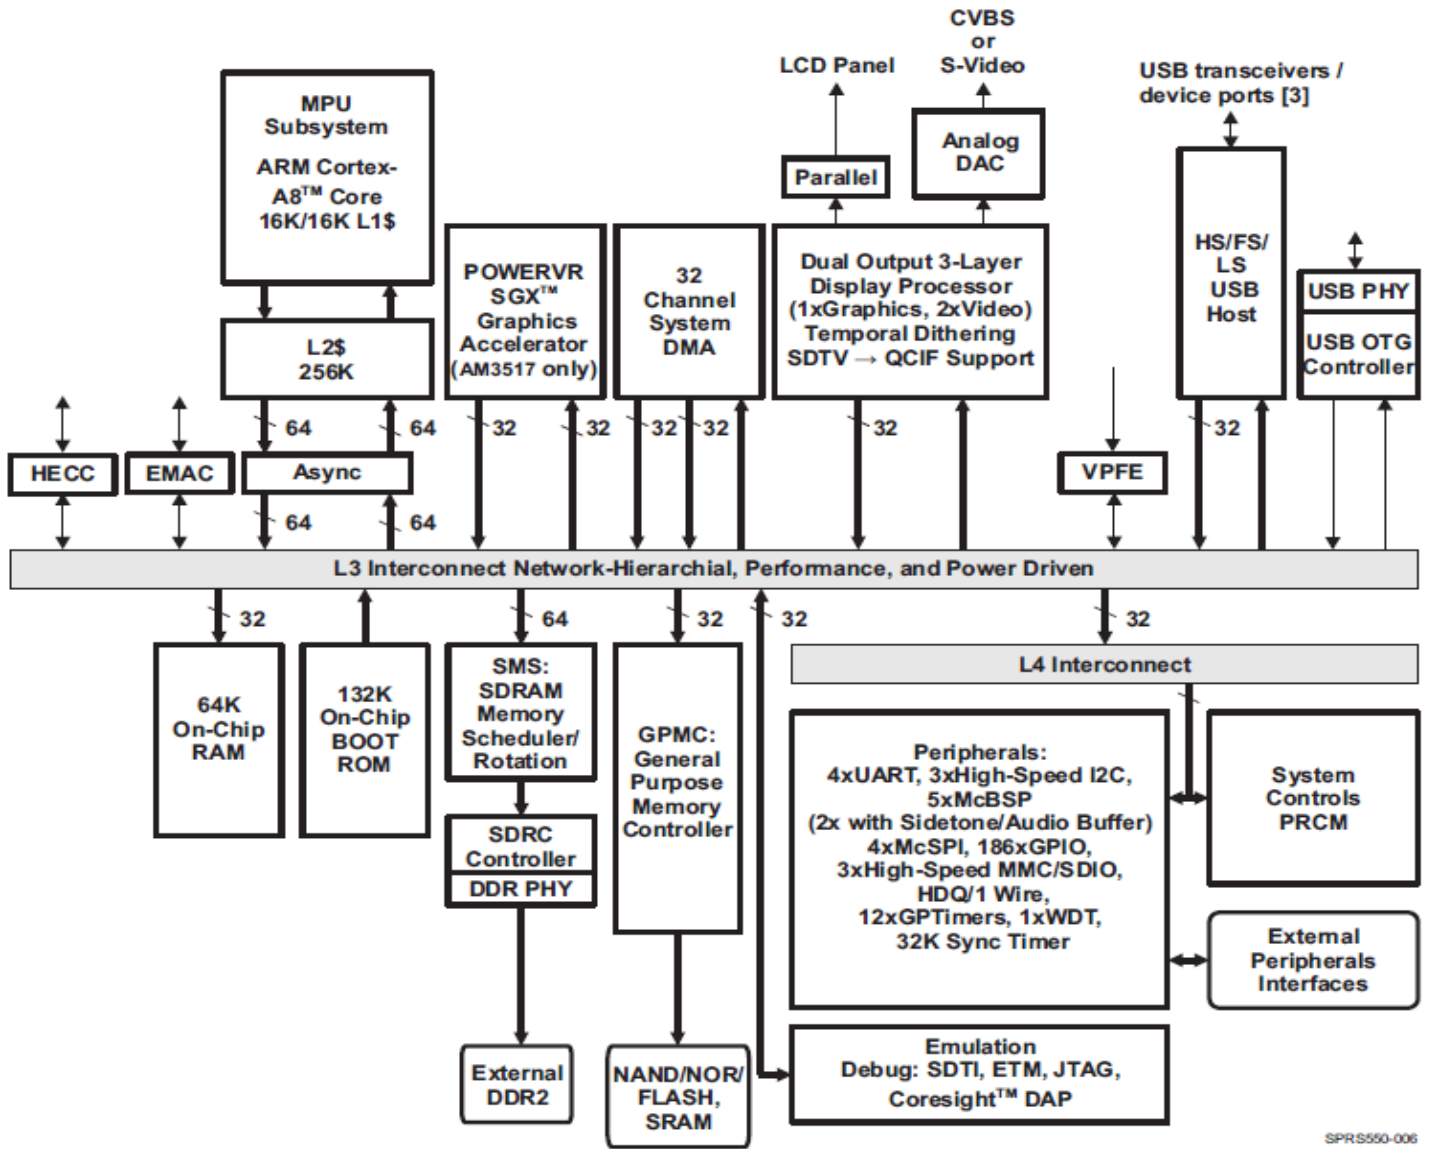 CVBS
or
S-Video
LCD Panel
USB transceivers /
device ports [3]
MPU
Subsystem
ARM Cortex-
A8™ Core
16K/16K L1$
Analog
DAC
Parallel
POWERVR
SGX™
Graphics
Accelerator
(AM3517 only)
32
Channel
System
DMA
Dual Output 3-Layer
Display Processor
(1xGraphics, 2xVideo)
Temporal Dithering
SDTV → QCIF Support
HS/FS/
LS
USB
Host
USB PHY
USB OTG
Controller
L2$
256K
64
64
32
32
32
32
32
32
HECC
EMAC
Async
VPFE
64
64
L3 Interconnect Network-Hierarchial, Performance, and Power Driven
32
64
32
32
32
L4 Interconnect
64K
On-Chip
RAM
132K
On-Chip
BOOT
ROM
SMS:
SDRAM
Memory
Scheduler/
Rotation
SDRC
Controller
DDR PHY
GPMC:
General
Purpose
Memory
Controller
Peripherals:
4xUART, 3xHigh-Speed I2C,
5xMcBSP
(2x with Sidetone/Audio Buffer)
4xMcSPI, 186xGPIO,
3xHigh-Speed MMC/SDIO,
HDQ/1 Wire,
12xGPTimers, 1xWDT,
32K Sync Timer
System
Controls
PRCM
External
Peripherals
Interfaces
Emulation
Debug: SDTI, ETM, JTAG,
Coresight™ DAP
External
DDR2
NAND/NOR/
FLASH,
SRAM
SPRS550-006